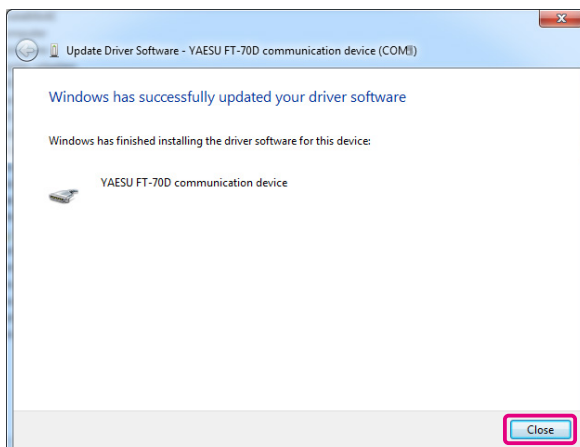 Update Driver Software - YAESU FT-70D communication device (COM
Windows has successfully updated your driver software
Windows has finished installing the driver software for this device:
YAESU FT-70D communication device
Close